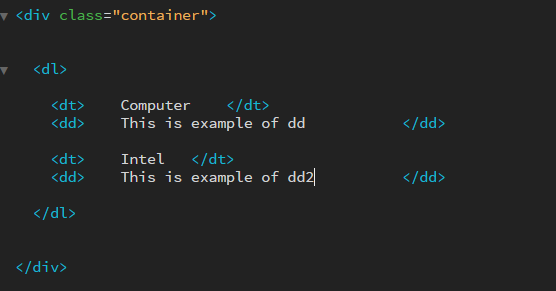 <div class="container">
<dl>
<dt> Computer </dt>
<dd> This is example of dd </dd>
<dt> Intel </dt>
<dd> This is example of dd2 </dd>
</dl>
</div>